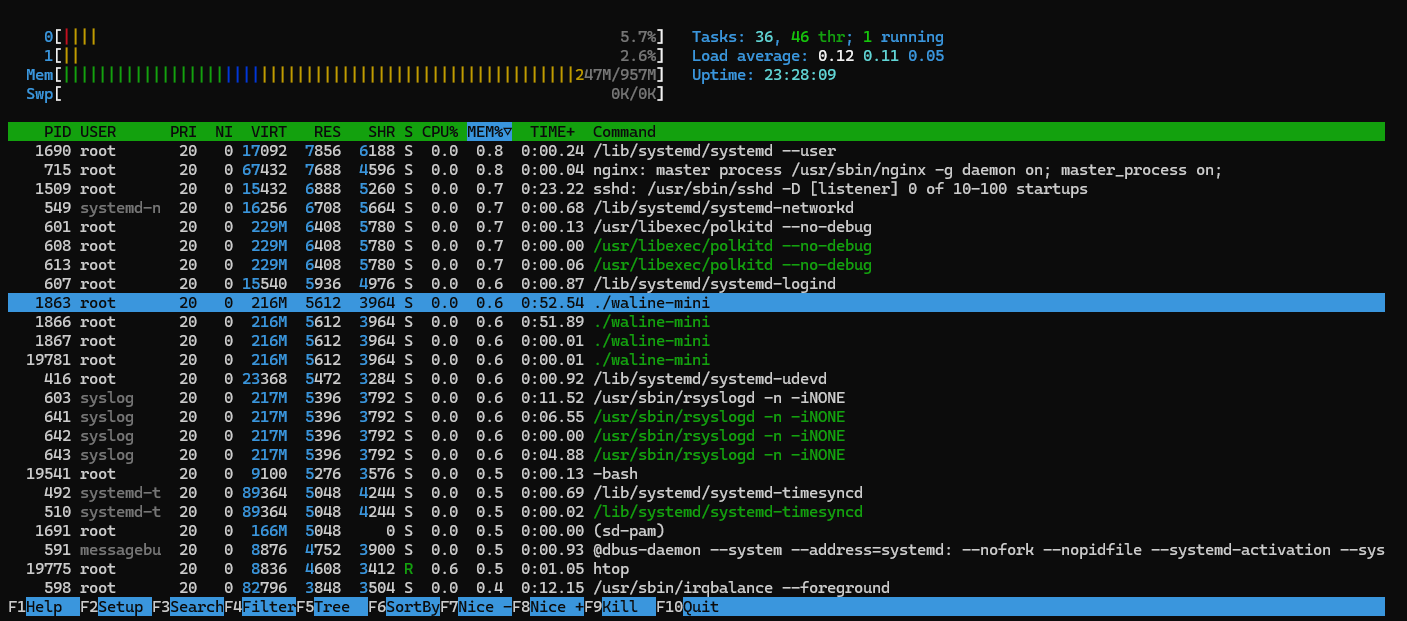 0[|||| 5.7%] Tasks: 36, 46 thr; 1 running
1[|| 2.6%] Load average: 0.12 0.11 0.05
Mem[|||||||||||||||||||||||||||||||||||||||||||||||||||||||||247M/957M] Uptime: 23:28:09
Swp[ 0K/0K]
PID USER PRI NI VIRT RES SHR S CPU% MEM%▽ TIME+ Command
1690 root 20 0 17092 7856 6188 S 0.0 0.8 0:00.24 /lib/systemd/systemd --user
715 root 20 0 67432 7688 4596 S 0.0 0.8 0:00.04 nginx: master process /usr/sbin/nginx -g daemon on; master_process on;
1509 root 20 0 15432 6888 5260 S 0.0 0.7 0:23.22 sshd: /usr/sbin/sshd -D [listener] 0 of 10-100 startups
549 systemd-n 20 0 16256 6708 5664 S 0.0 0.7 0:00.68 /lib/systemd/systemd-networkd
601 root 20 0 229M 6408 5780 S 0.0 0.7 0:00.13 /usr/libexec/polkitd --no-debug
608 root 20 0 229M 6408 5780 S 0.0 0.7 0:00.00 /usr/libexec/polkitd --no-debug
613 root 20 0 229M 6408 5780 S 0.0 0.7 0:00.06 /usr/libexec/polkitd --no-debug
607 root 20 0 15540 5936 4976 S 0.0 0.6 0:00.87 /lib/systemd/systemd-logind
1863 root 20 0 216M 5612 3964 S 0.0 0.6 0:52.54 ./waline-mini
1866 root 20 0 216M 5612 3964 S 0.0 0.6 0:51.89 ./waline-mini
1867 root 20 0 216M 5612 3964 S 0.0 0.6 0:00.01 ./waline-mini
19781 root 20 0 216M 5612 3964 S 0.0 0.6 0:00.01 ./waline-mini
416 root 20 0 23368 5472 3284 S 0.0 0.6 0:00.92 /lib/systemd/systemd-udevd
603 syslog 20 0 217M 5396 3792 S 0.0 0.6 0:11.52 /usr/sbin/rsyslogd -n -iNONE
641 syslog 20 0 217M 5396 3792 S 0.0 0.6 0:06.55 /usr/sbin/rsyslogd -n -iNONE
642 syslog 20 0 217M 5396 3792 S 0.0 0.6 0:00.00 /usr/sbin/rsyslogd -n -iNONE
643 syslog 20 0 217M 5396 3792 S 0.0 0.6 0:04.88 /usr/sbin/rsyslogd -n -iNONE
19541 root 20 0 9100 5276 3576 S 0.0 0.5 0:00.13 -bash
492 systemd-t 20 0 89364 5048 4244 S 0.0 0.5 0:00.69 /lib/systemd/systemd-timesyncd
510 systemd-t 20 0 89364 5048 4244 S 0.0 0.5 0:00.02 /lib/systemd/systemd-timesyncd
1691 root 20 0 166M 5048 0 S 0.0 0.5 0:00.00 (sd-pam)
591 messagebu 20 0 8876 4752 3900 S 0.0 0.5 0:00.93 @dbus-daemon --system --address=systemd: --nofork --nopidfile --systemd-activation --sys
19775 root 20 0 8836 4608 3412 R 0.6 0.5 0:01.05 htop
598 root 20 0 82796 3848 3504 S 0.0 0.4 0:12.15 /usr/sbin/irqbalance --foreground
F1Help F2Setup F3SearchF4FilterF5Tree F6SortByF7Nice -F8Nice +F9Kill F10Quit